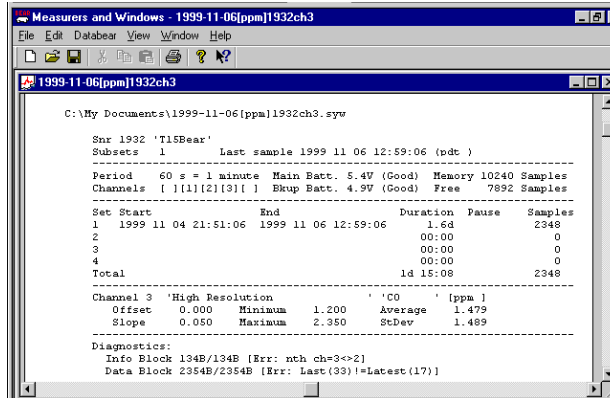 Measurers and Windows - 1999-11-06[ppm]1932ch3
File Edit Databear View Window Help
1999-11-06[ppm]1932ch3
C:\My Documents\1999-11-06[ppm]1932ch3.syw
Snr 1932 'T15Bear'
Subsets 1 Last sample 1999 11 06 12:59:06 (pdt )
Period 60 s = 1 minute Main Batt. 5.4V (Good) Memory 10240 Samples
Channels [ ][1][2][3][ ] Bkup Batt. 4.9V (Good) Free 7892 Samples
Set Start End Duration Pause Samples
1 1999 11 04 21:51:06 1999 11 06 12:59:06 1.6d 2348
2 00:00 0
3 00:00 0
4 00:00 0
Total 1d 15:08 2348
Channel 3 'High Resolution ' 'CO ' [ppm ]
Offset 0.000 Minimum 1.200 Average 1.479
Slope 0.050 Maximum 2.350 StDev 1.489
Diagnostics:
Info Block 134B/134B [Err: nth ch=3<>2]
Data Block 2354B/2354B [Err: Last(33)!=Latest(17)]